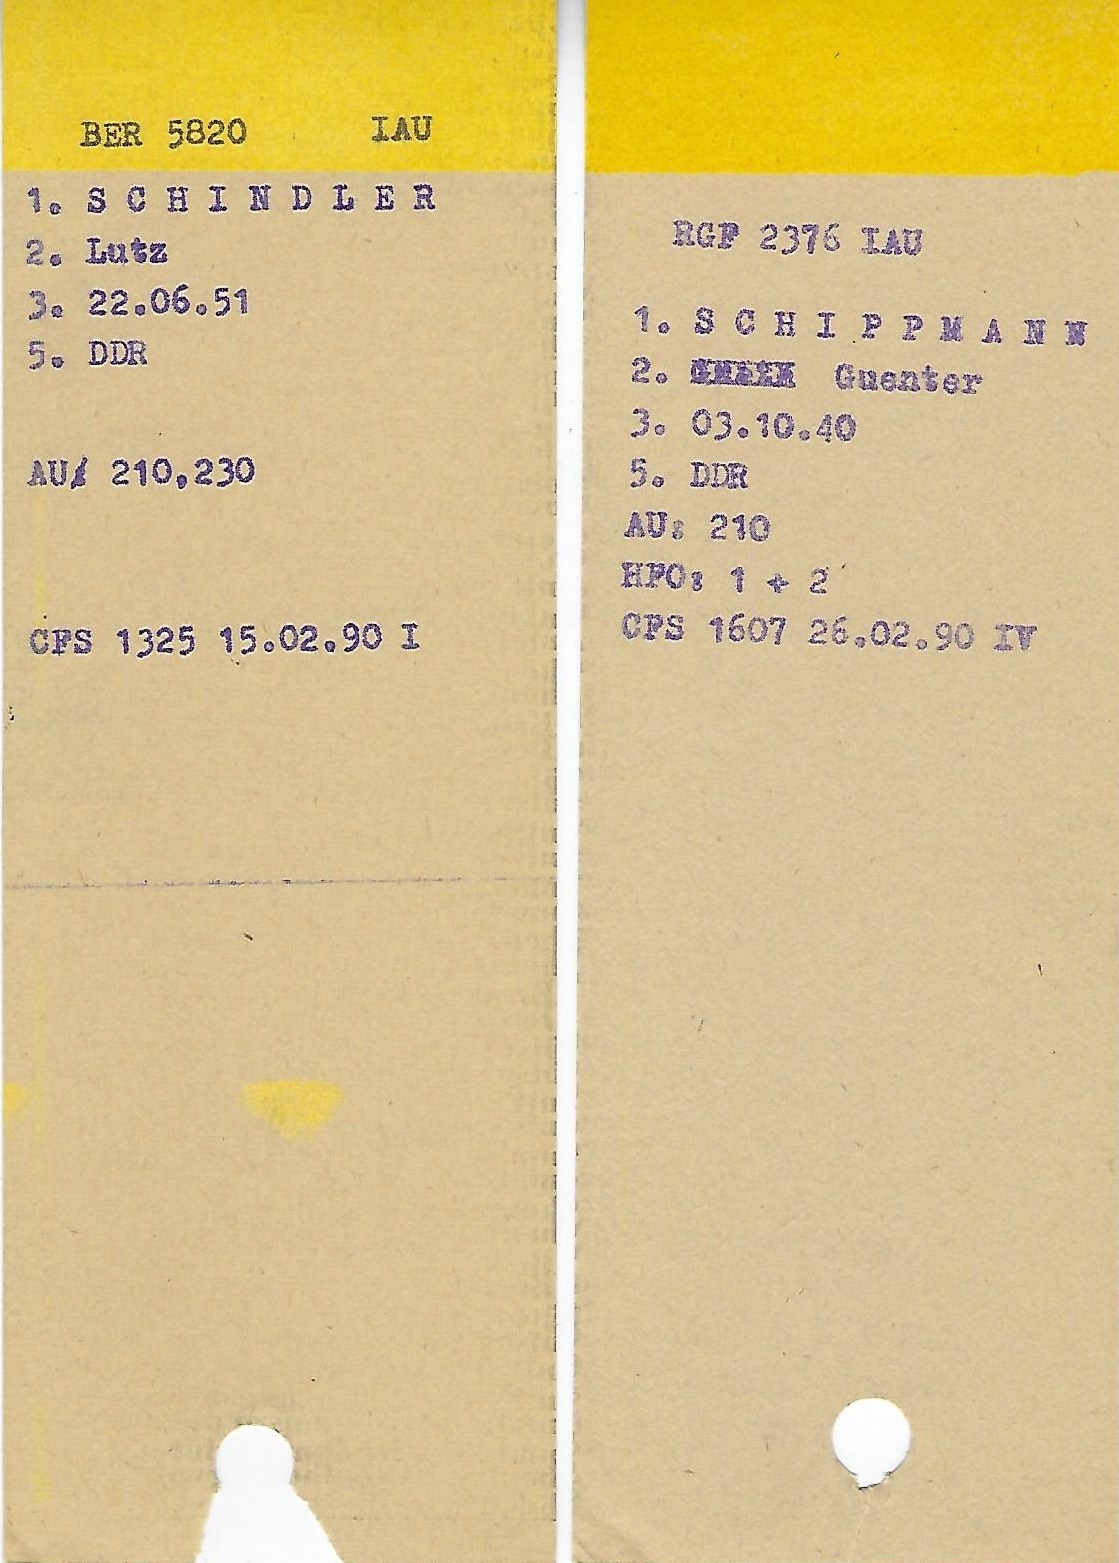 BER 5820 IAU
1. S C H I N D L E R
2. Lutz
3. 22.06.51
5. DDR
AU/ 210,230
CFS 1325 15.02.90 I
RGF 2376 IAU
1. S C H I P P M A N N
2. Guenter
3. 03.10.40
5. DDR
AU: 210
HFO: 1 + 2
CFS 1607 26.02.90 IV